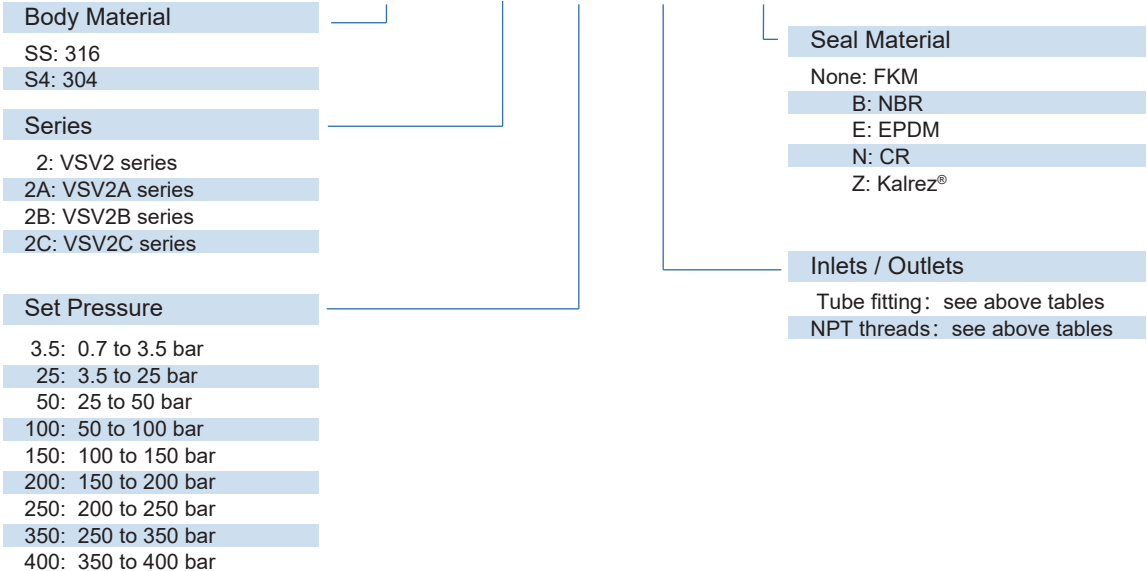 Body Material
SS: 316
S4: 304
Series
2: VSV2 series
2A: VSV2A series
2B: VSV2B series
2C: VSV2C series
Set Pressure
3.5: 0.7 to 3.5 bar
25: 3.5 to 25 bar
50: 25 to 50 bar
100: 50 to 100 bar
150: 100 to 150 bar
200: 150 to 200 bar
250: 200 to 250 bar
350: 250 to 350 bar
400: 350 to 400 bar
Seal Material
None: FKM
B: NBR
E: EPDM
N: CR
Z: Kalrez®
Inlets / Outlets
Tube fitting：see above tables
NPT threads：see above tables